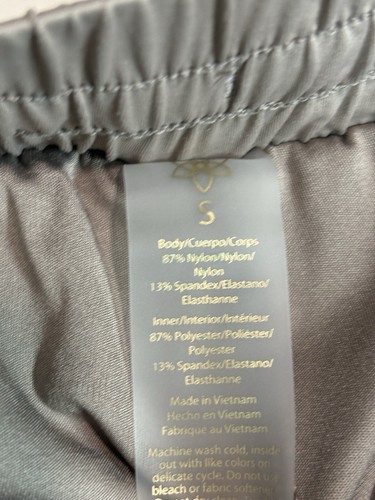 S
Body/Cuerpo/Corps
87% Nylon/Nylon/
Nylon
13% Spandex/Elastano/
Elasthanne
Inner/Interior/Intérieur
87% Polyester/Poliéster/
Polyester
13% Spandex/Elastano/
Elasthanne
Made in Vietnam
Hecho en Vietnam
Fabriqué au Vietnam
Machine wash cold, inside
out with like colors on
delicate cycle. Do not use
bleach or fabric softener.